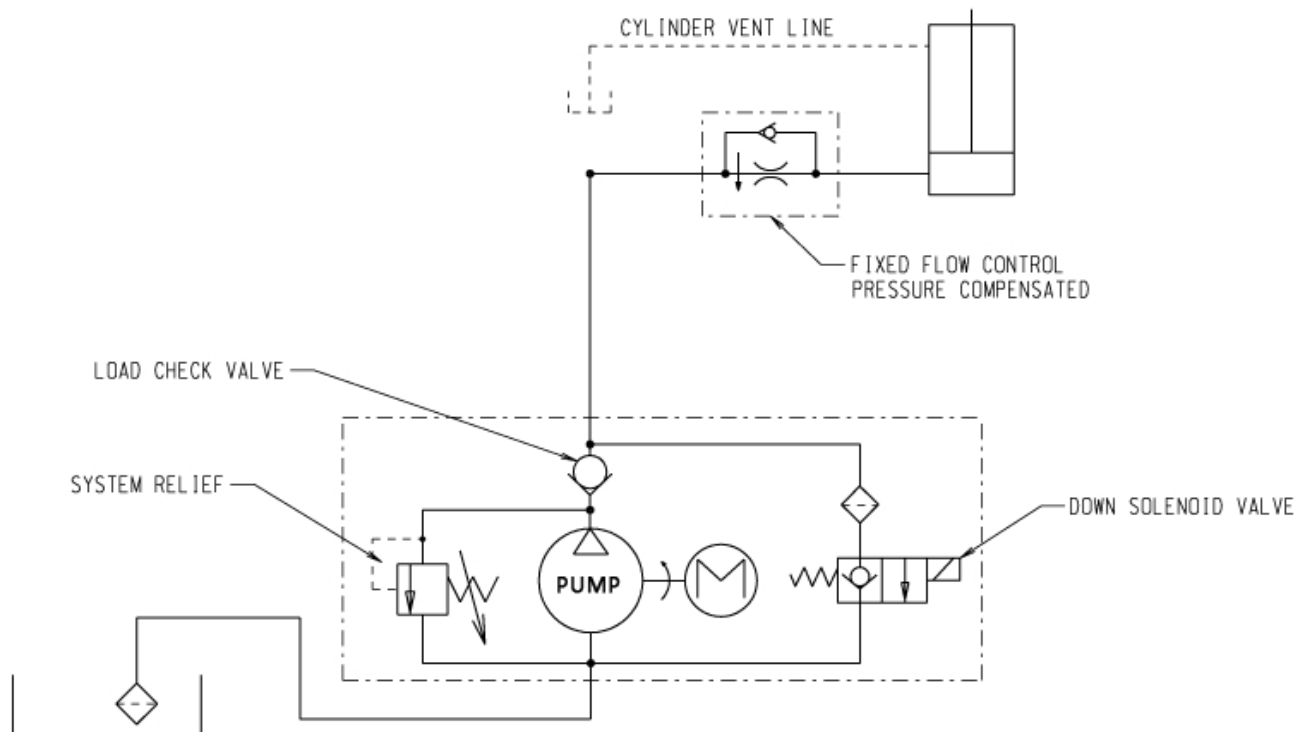 CYLINDER VENT LINE
FIXED FLOW CONTROL
PRESSURE COMPENSATED
LOAD CHECK VALVE
SYSTEM RELIEF
DOWN SOLENOID VALVE
PUMP
M